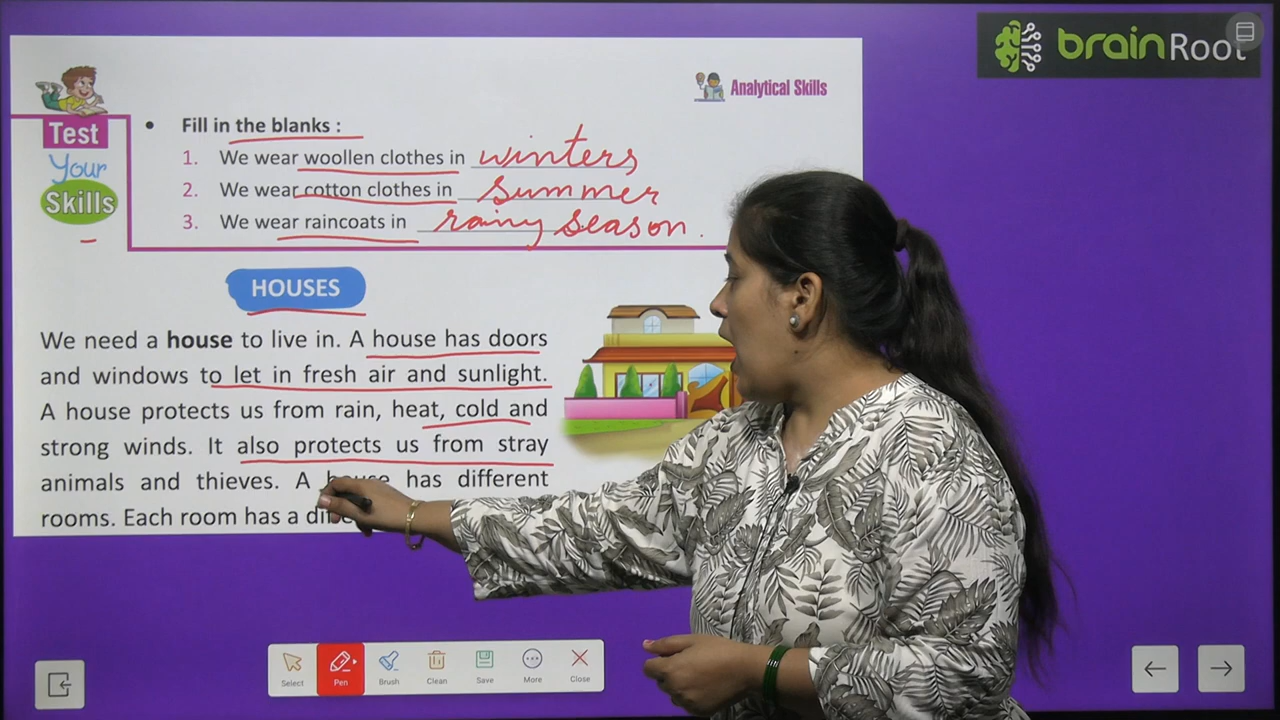 brainRoot
Analytical Skills
Test
Your
Skills
• Fill in the blanks :
1. We wear woollen clothes in winters
2. We wear cotton clothes in summer
3. We wear raincoats in rainy season.
HOUSES
We need a house to live in. A house has doors
and windows to let in fresh air and sunlight.
A house protects us from rain, heat, cold and
strong winds. It also protects us from stray
animals and thieves. A house has different
rooms. Each room has a
Select
Pen
Brush
Clean
Save
More
Close